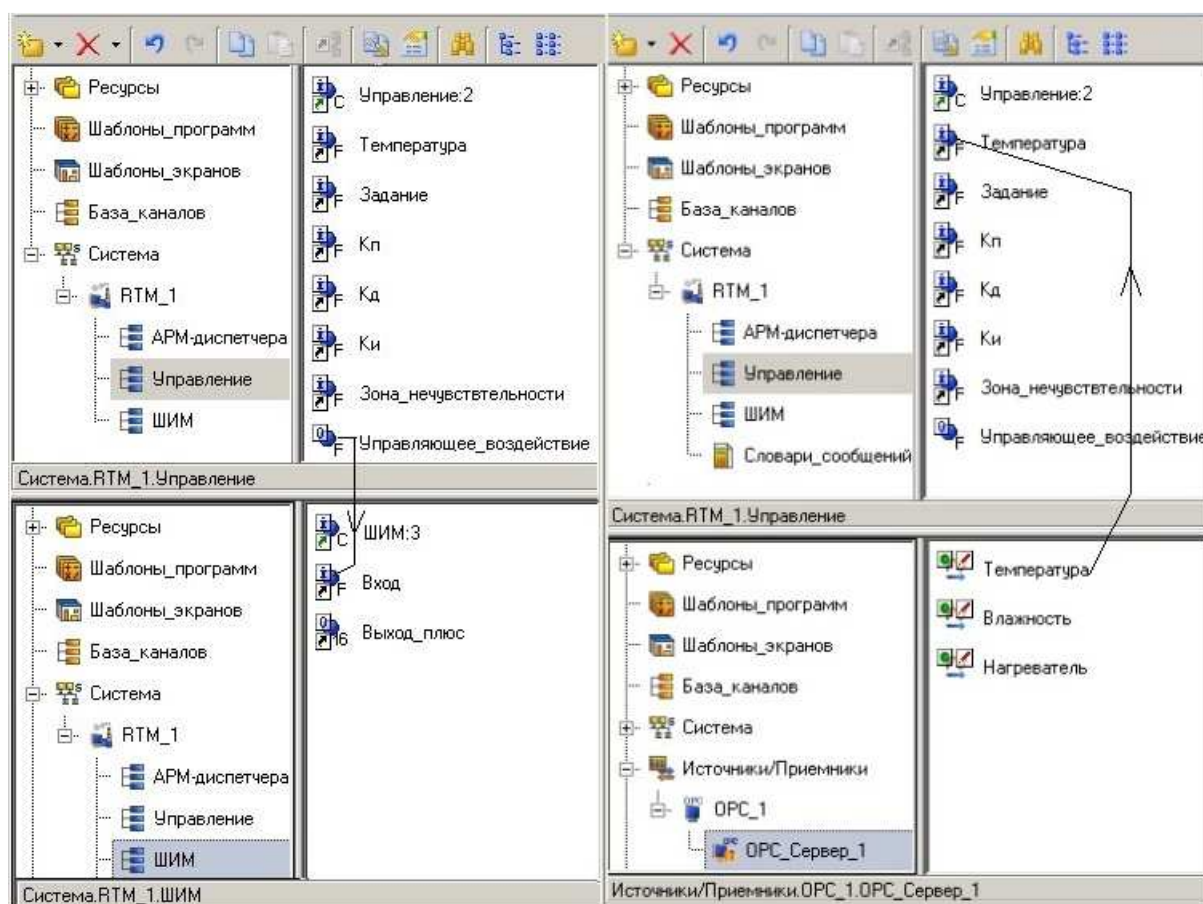 Ресурсы
Шаблоны_программ
Шаблоны_экранов
База_каналов
Система
RTM_1
АРМ-диспетчера
Управление
ШИМ
Управление:2
Температура
Задание
Кп
Кд
Ки
Зона_нечувствтельности
Управляющее_воздействие
Система.RTM_1.Управление
Ресурсы
Шаблоны_программ
Шаблоны_экранов
База_каналов
Система
RTM_1
АРМ-диспетчера
Управление
ШИМ
ШИМ:3
Вход
Выход_плюс
Система.RTM_1.ШИМ
Ресурсы
Шаблоны_программ
Шаблоны_экранов
База_каналов
Система
RTM_1
АРМ-диспетчера
Управление
ШИМ
Словари_сообщений
Управление:2
Температура
Задание
Кп
Кд
Ки
Зона_нечувствтельности
Управляющее_воздействие
Система.RTM_1.Управление
Ресурсы
Шаблоны_программ
Шаблоны_экранов
База_каналов
Система
Источники/Приемники
OPC_1
OPC_Сервер_1
Температура
Влажность
Нагреватель
Источники/Приемники.OPC_1.OPC_Сервер_1